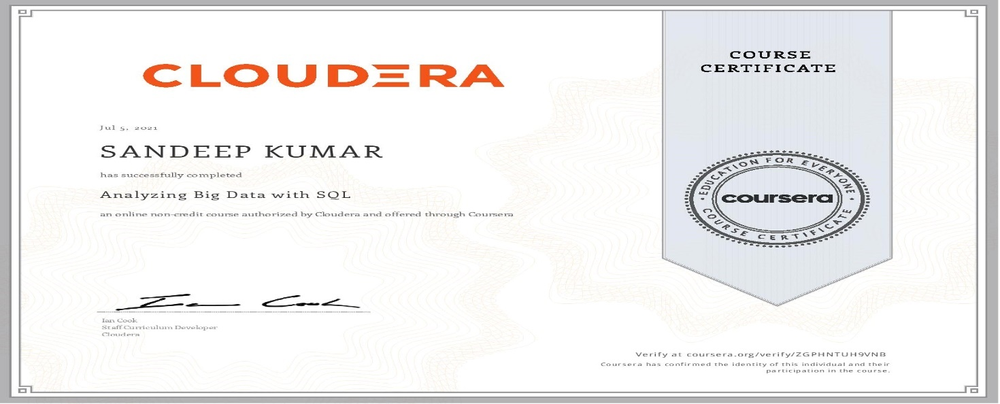 CLOUDERA
COURSE
CERTIFICATE
Jul 5, 2021
SANDEEP KUMAR
has successfully completed
Analyzing Big Data with SQL
an online non-credit course authorized by Cloudera and offered through Coursera
EDUCATION FOR EVERYONE
coursera
COURSE CERTIFICATE
Ian Cook
Ian Cook
Staff Curriculum Developer
Cloudera
Verify at coursera.org/verify/ZGPHNTUH9VNB
Coursera has confirmed the identity of this individual and their
participation in the course.